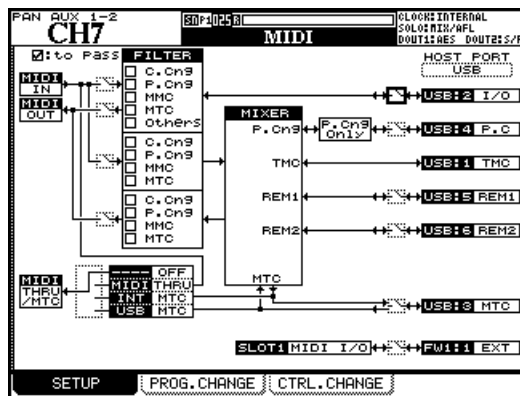 PAN AUX 1-2
CH7
SMP1 025 R
MIDI
CLOCK:INTERNAL
SOLO:MIX/AFL
DOUT1:AES DOUT2:S/P
☑:to Pass FILTER
HOST PORT
USB
MIDI IN
MIDI OUT
C.Cng
P.Cng
MMC
MTC
Others
C.Cng
P.Cng
MMC
MTC
C.Cng
P.Cng
MMC
MTC
MIXER
P.Cng
TMC
REM1
REM2
MTC
P.Cng Only
USB:2 I/O
USB:4 P.C
USB:1 TMC
USB:5 REM1
USB:6 REM2
USB:3 MTC
MIDI THRU /MTC
---- OFF
MIDI THRU
INT MTC
USB MTC
SLOT1 MIDI I/O
FW1:1 EXT
SETUP
PROG.CHANGE
CTRL.CHANGE